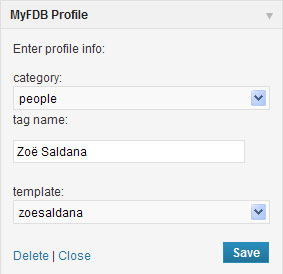 MyFDB Profile
Enter profile info:
category:
people
tag name:
Zoë Saldana
template:
zoesaldana
Delete | Close
Save